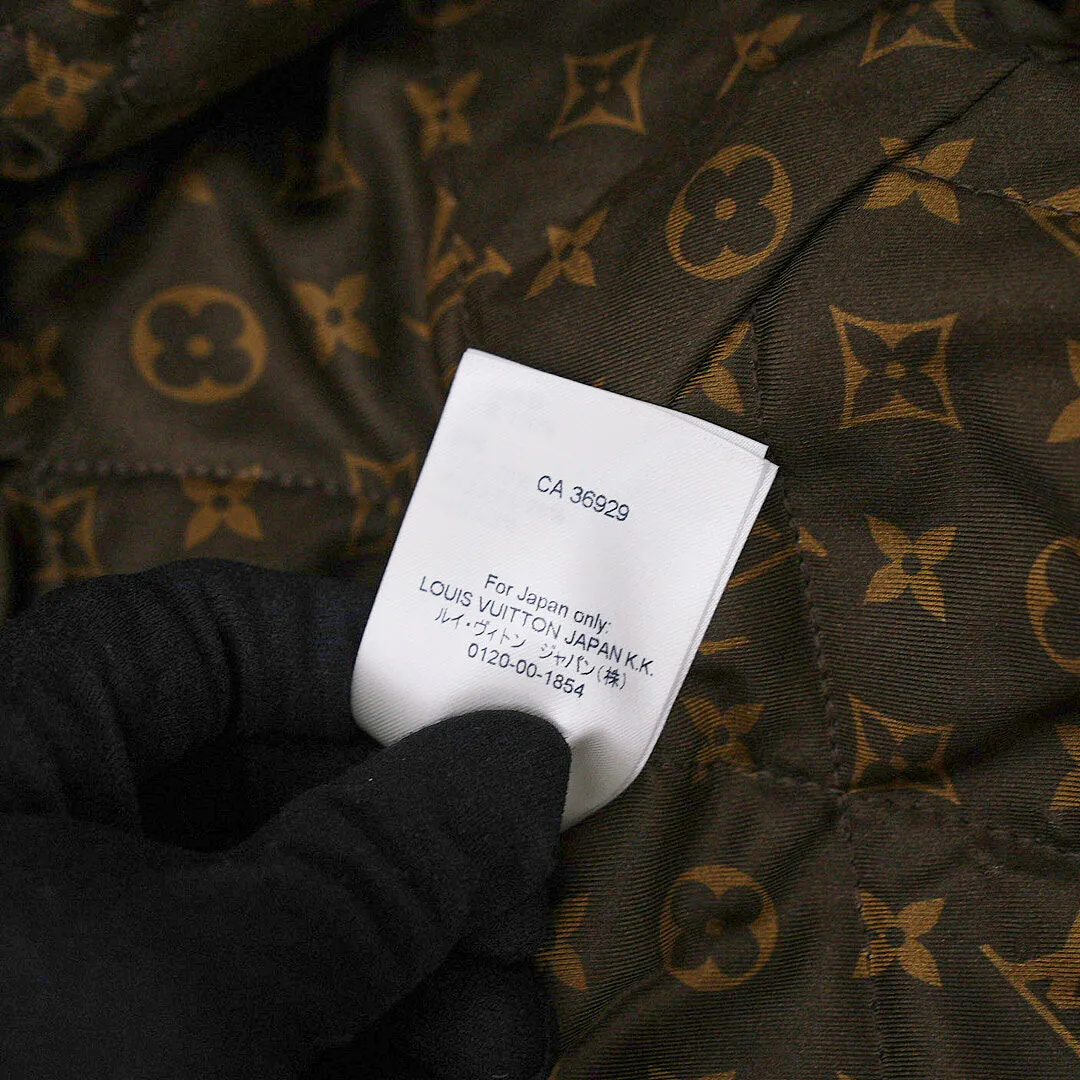 CA 36929
For Japan only:
LOUIS VUITTON JAPAN K.K.
ルイ・ヴィトン ジャパン(株)
0120-00-1854